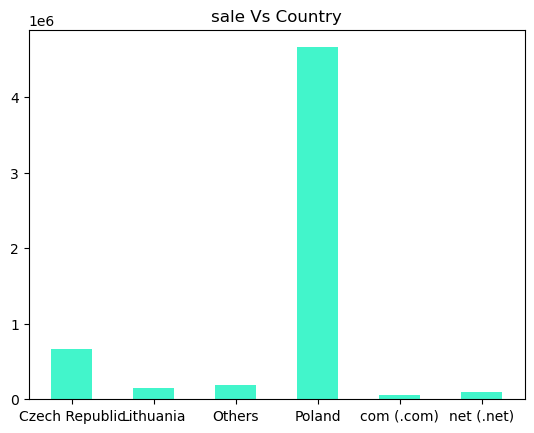 sale Vs Country
1e6
4
3
2
1
0
Czech Republic Lithuania Others Poland com (.com) net (.net)